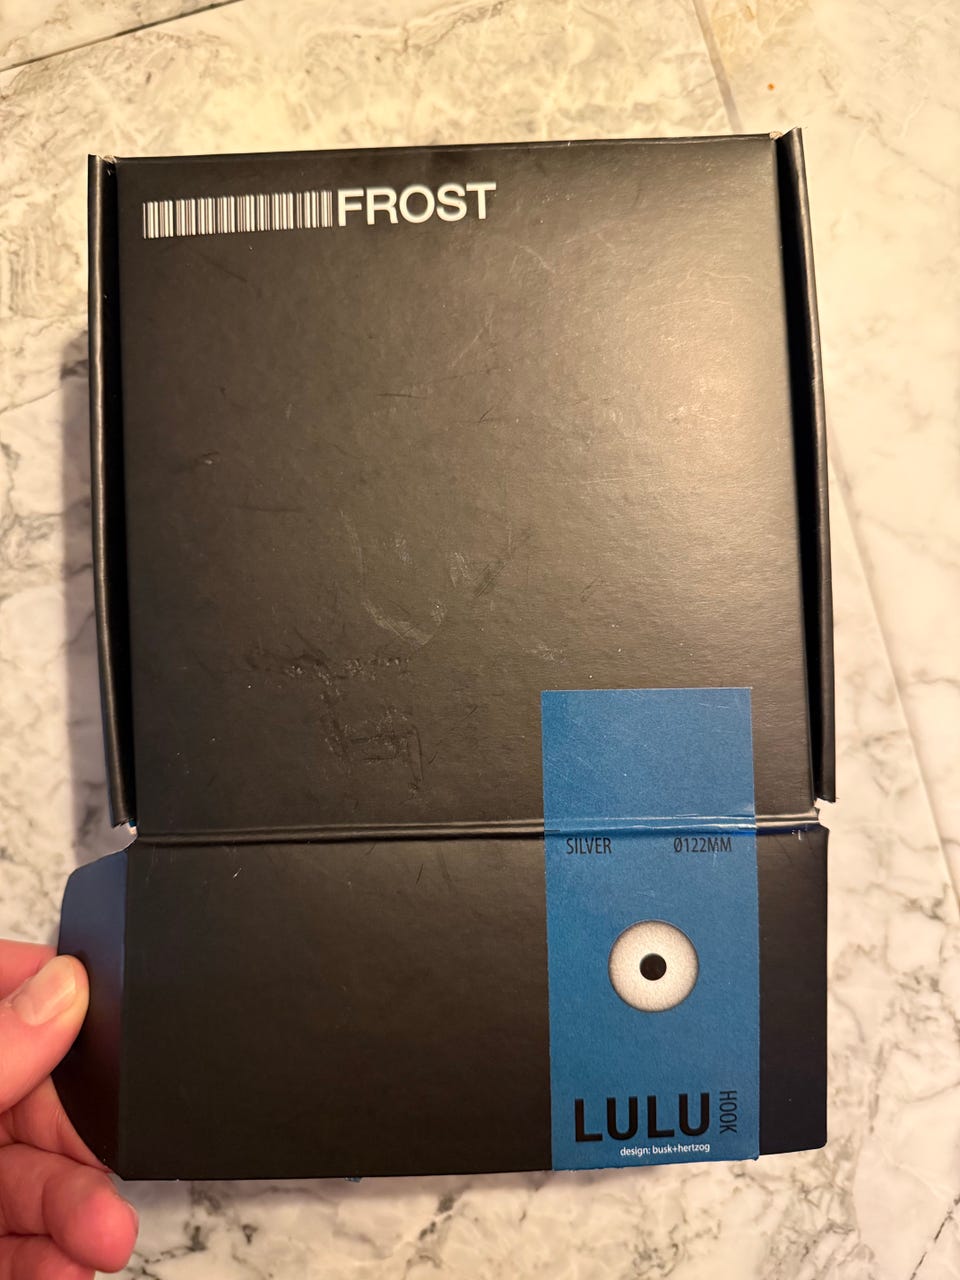 FROST
SILVER Ø122MM
LULU HOOK
design: busk+hertzog